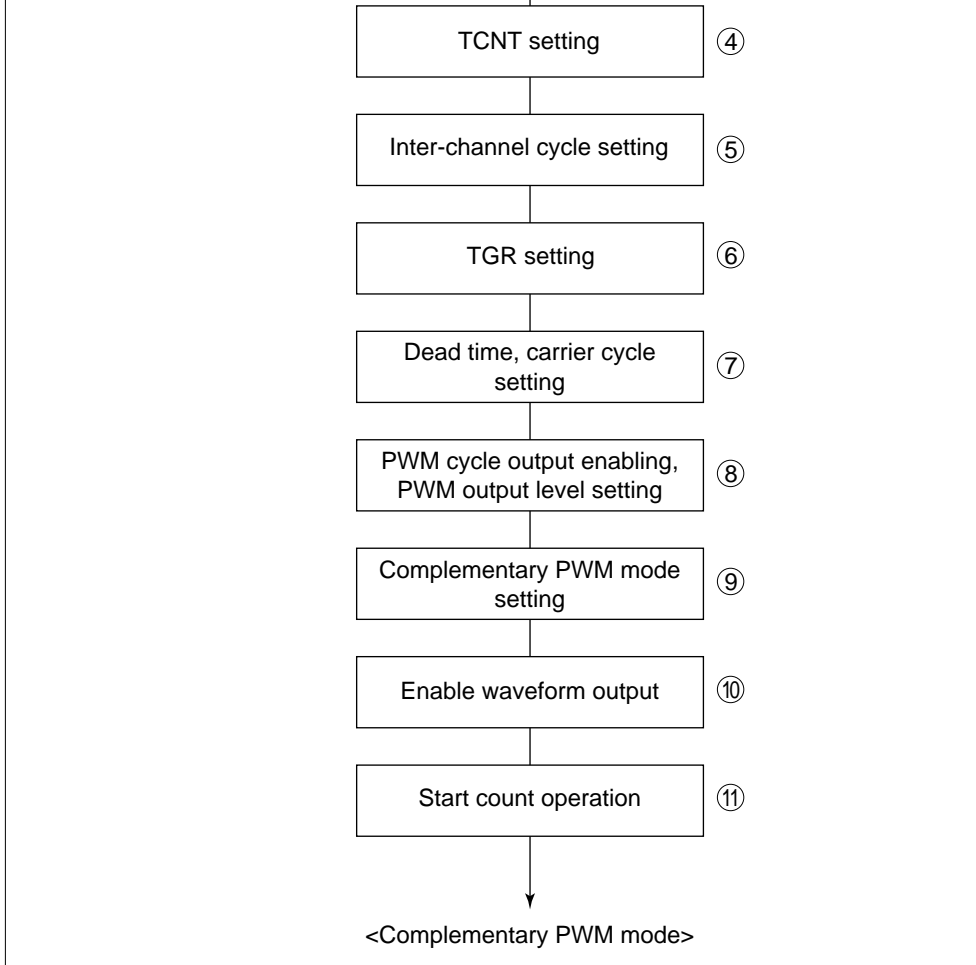 TCNT setting ④
Inter-channel cycle setting ⑤
TGR setting ⑥
Dead time, carrier cycle
setting ⑦
PWM cycle output enabling,
PWM output level setting ⑧
Complementary PWM mode
setting ⑨
Enable waveform output ⑩
Start count operation ⑪
<Complementary PWM mode>